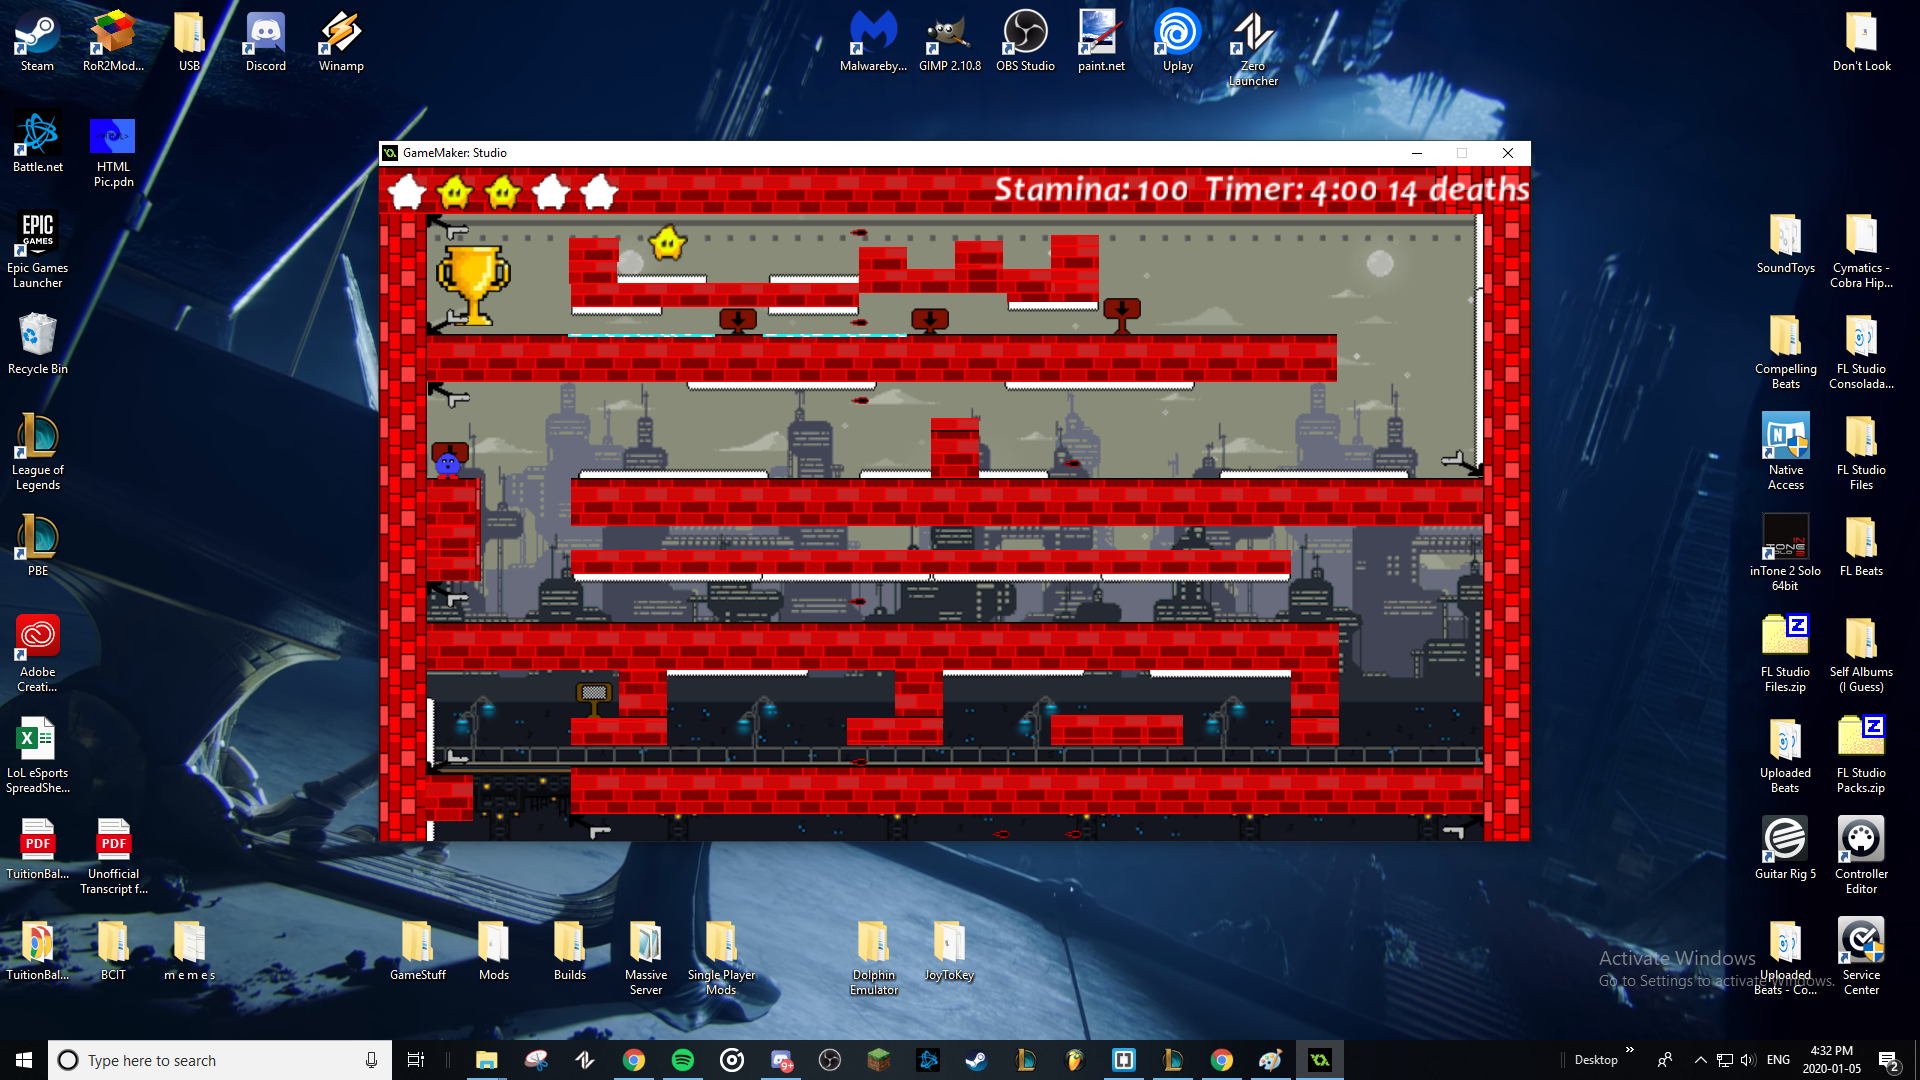 Steam
RoR2Mod...
USB
Discord
Winamp
Malwareby...
GIMP 2.10.8
OBS Studio
paint.net
Uplay
Zero
Launcher
Don't Look
Battle.net
HTML
Pic.pdn
GameMaker: Studio
Stamina: 100 Timer: 4:00 14 deaths
EPIC
GAMES
Epic Games
Launcher
SoundToys
Cymatics -
Cobra Hip...
Recycle Bin
Compelling
Beats
FL Studio
Consolada...
League of
Legends
Native
Access
FL Studio
Files
PBE
inTone 2 Solo
64bit
FL Beats
Adobe
Creati...
FL Studio
Files.zip
Self Albums
(I Guess)
LoL eSports
SpreadShe...
Uploaded
Beats
FL Studio
Packs.zip
PDF
TuitionBal...
PDF
Unofficial
Transcript f...
Guitar Rig 5
Controller
Editor
TuitionBal...
BCIT
m e m e s
GameStuff
Mods
Builds
Massive
Server
Single Player
Mods
Dolphin
Emulator
JoyToKey
Uploaded
Beats - Co...
Service
Center
Activate Windows
Go to Settings to activate Windows.
Type here to search
9+
Desktop
ENG
4:32 PM
2020-01-05
2